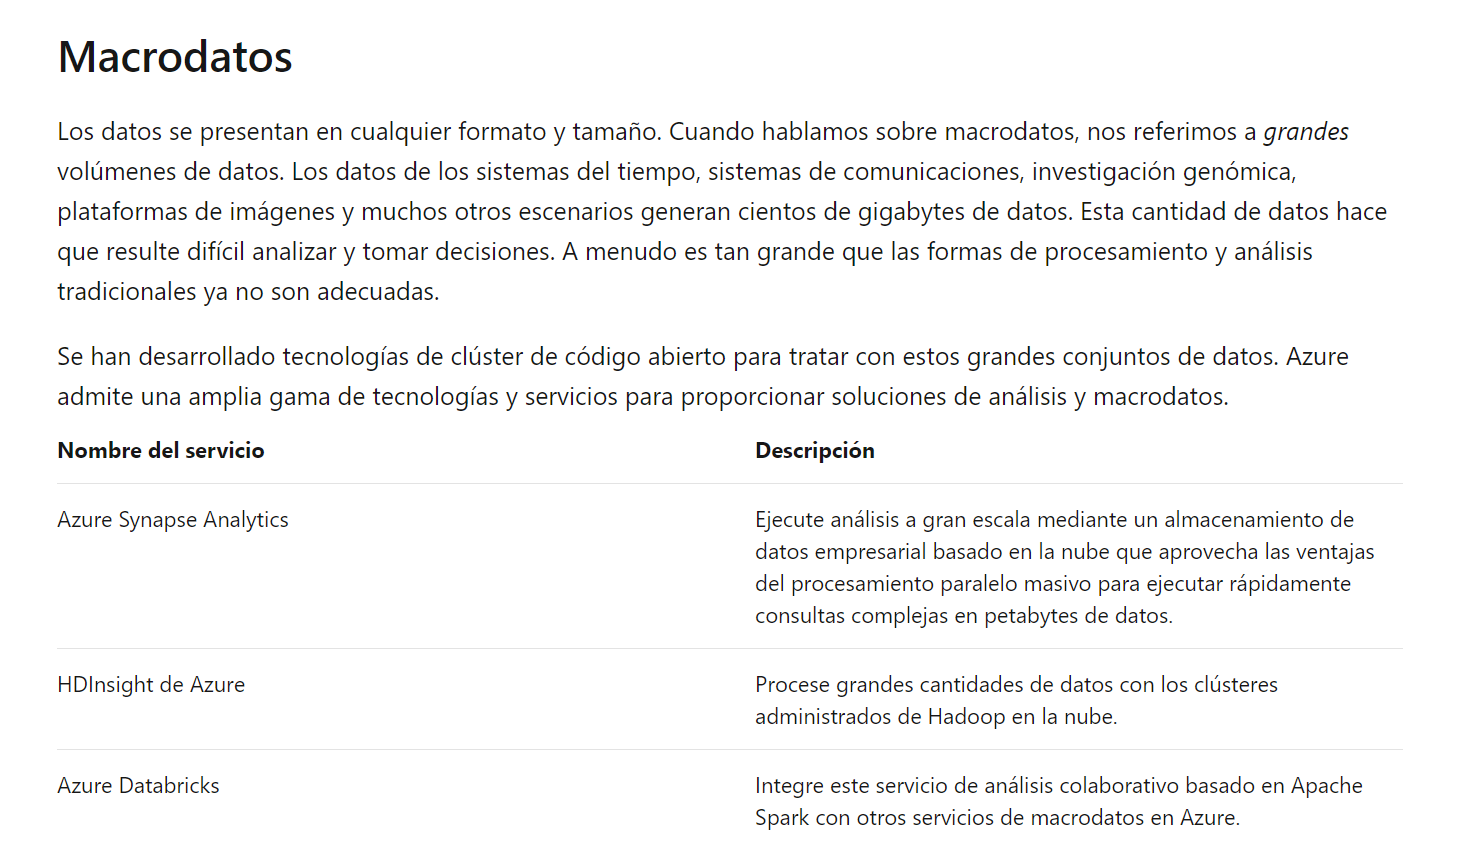 Macrodatos
Los datos se presentan en cualquier formato y tamaño. Cuando hablamos sobre macrodatos, nos referimos a grandes
volúmenes de datos. Los datos de los sistemas del tiempo, sistemas de comunicaciones, investigación genómica,
plataformas de imágenes y muchos otros escenarios generan cientos de gigabytes de datos. Esta cantidad de datos hace
que resulte difícil analizar y tomar decisiones. A menudo es tan grande que las formas de procesamiento y análisis
tradicionales ya no son adecuadas.
Se han desarrollado tecnologías de clúster de código abierto para tratar con estos grandes conjuntos de datos. Azure
admite una amplia gama de tecnologías y servicios para proporcionar soluciones de análisis y macrodatos.
Nombre del servicio
Descripción
Azure Synapse Analytics
Ejecute análisis a gran escala mediante un almacenamiento de
datos empresarial basado en la nube que aprovecha las ventajas
del procesamiento paralelo masivo para ejecutar rápidamente
consultas complejas en petabytes de datos.
HDInsight de Azure
Procese grandes cantidades de datos con los clústeres
administrados de Hadoop en la nube.
Azure Databricks
Integre este servicio de análisis colaborativo basado en Apache
Spark con otros servicios de macrodatos en Azure.